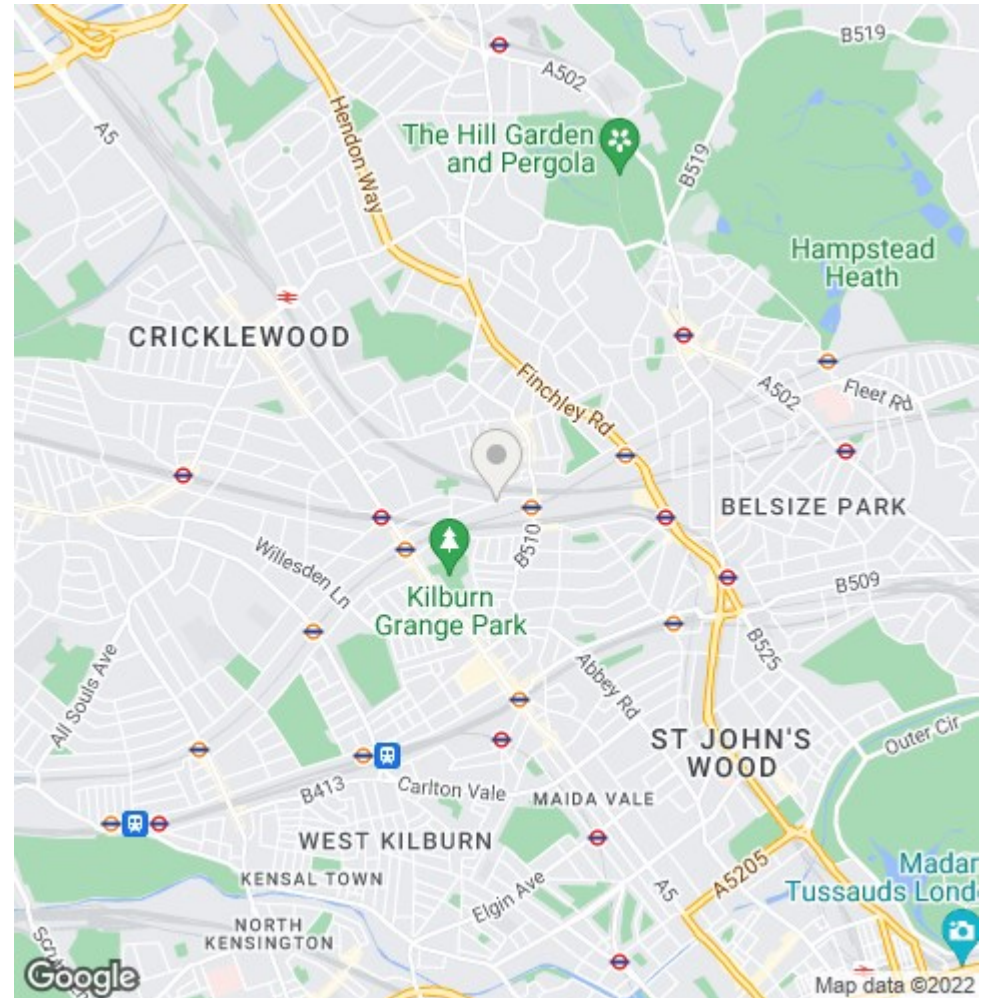 B519
A502
A5
Hendon Way
The Hill Garden
and Pergola
B519
Hampstead
Heath
CRICKLEWOOD
Finchley Rd
A502
Fleet Rd
BELSIZE PARK
B510
Willesden Ln
Kilburn
Grange Park
B509
B525
Abbey Rd
All Souls Ave
ST JOHN'S
WOOD
Outer Cir
B413
Carlton Vale
MAIDA VALE
WEST KILBURN
KENSAL TOWN
Elgin Ave
A5
A5205
Madam
Tussauds Lond
NORTH
KENSINGTON
Google
Map data ©2022